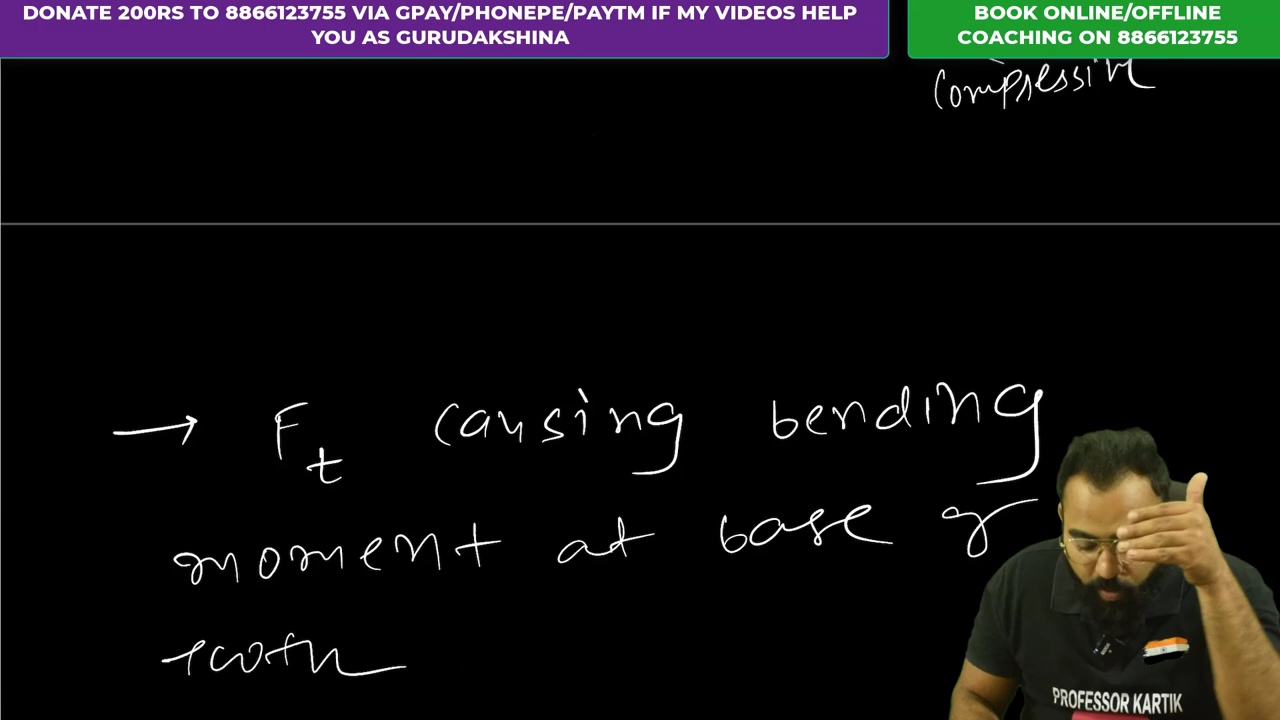 DONATE 200RS TO 8866123755 VIA GPAY/PHONEPE/PAYTM IF MY VIDEOS HELP
YOU AS GURUDAKSHINA
BOOK ONLINE/OFFLINE
COACHING ON 8866123755
Compressin
→ Ft causing bending
moment at base of
tooth
PROFESSOR KARTIK